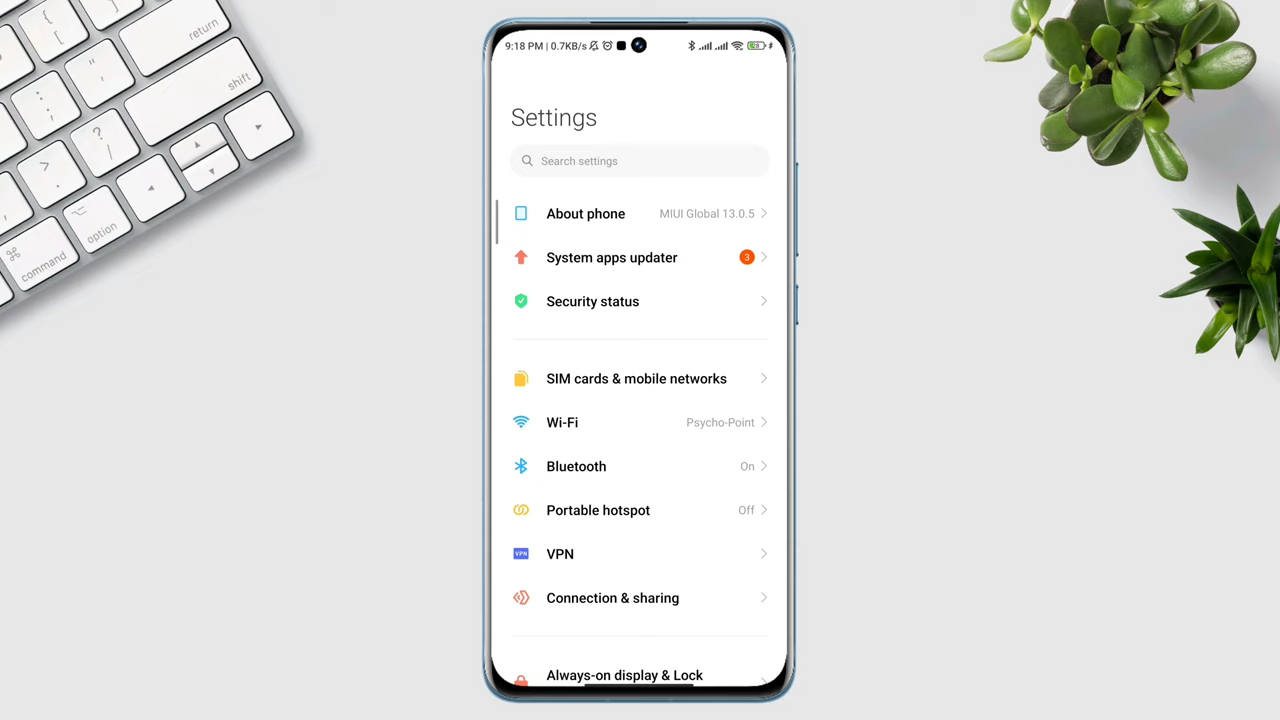 return
shift
option
command
9:18 PM | 0.7KB/s
Settings
Search settings
About phone MIUI Global 13.0.5
System apps updater 3
Security status
SIM cards & mobile networks
Wi-Fi Psycho-Point
Bluetooth On
Portable hotspot Off
VPN VPN
Connection & sharing
Always-on display & Lock